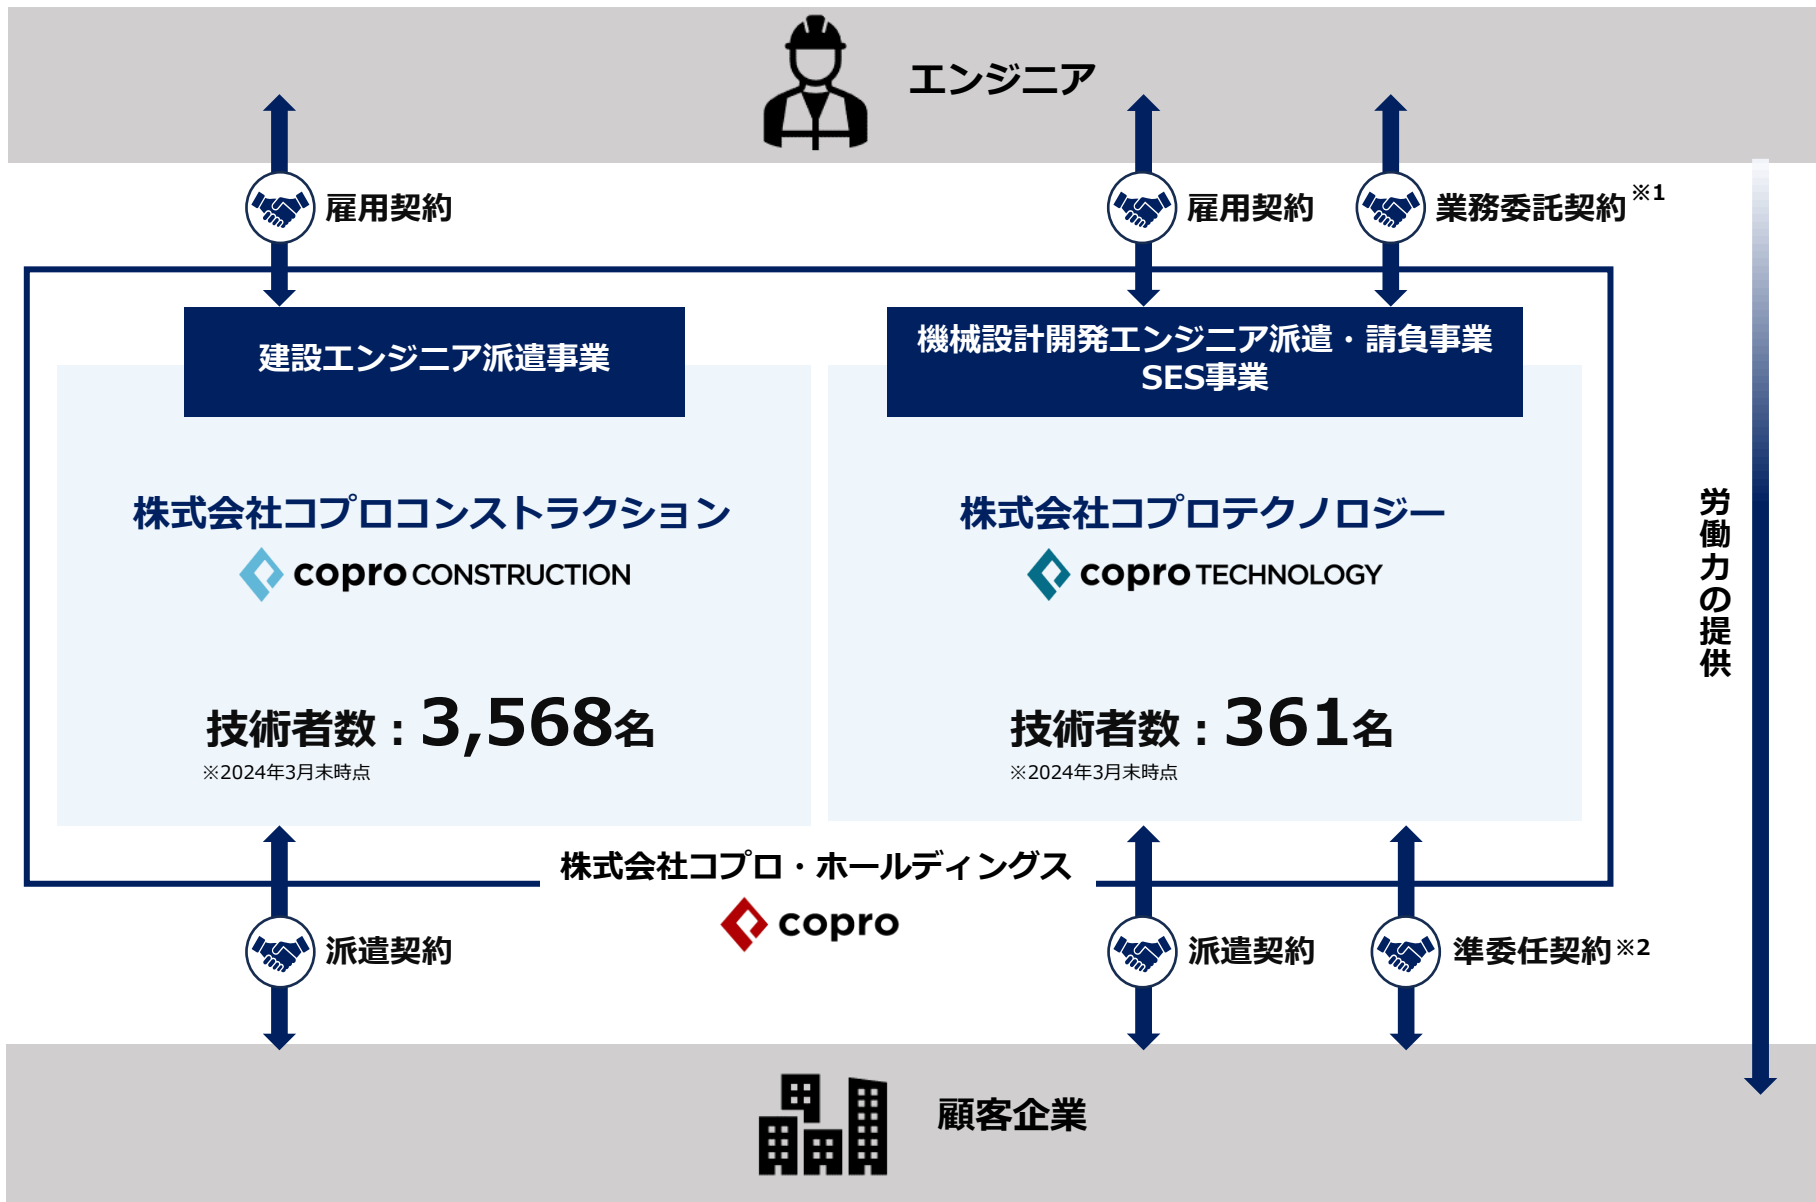 エンジニア
雇用契約
雇用契約
業務委託契約※1
建設エンジニア派遣事業
機械設計開発エンジニア派遣・請負事業
SES事業
株式会社コプロコンストラクション
copro CONSTRUCTION
技術者数：3,568名
※2024年3月末時点
株式会社コプロテクノロジー
copro TECHNOLOGY
技術者数：361名
※2024年3月末時点
労働力の提供
株式会社コプロ・ホールディングス
copro
派遣契約
派遣契約
準委任契約※2
顧客企業